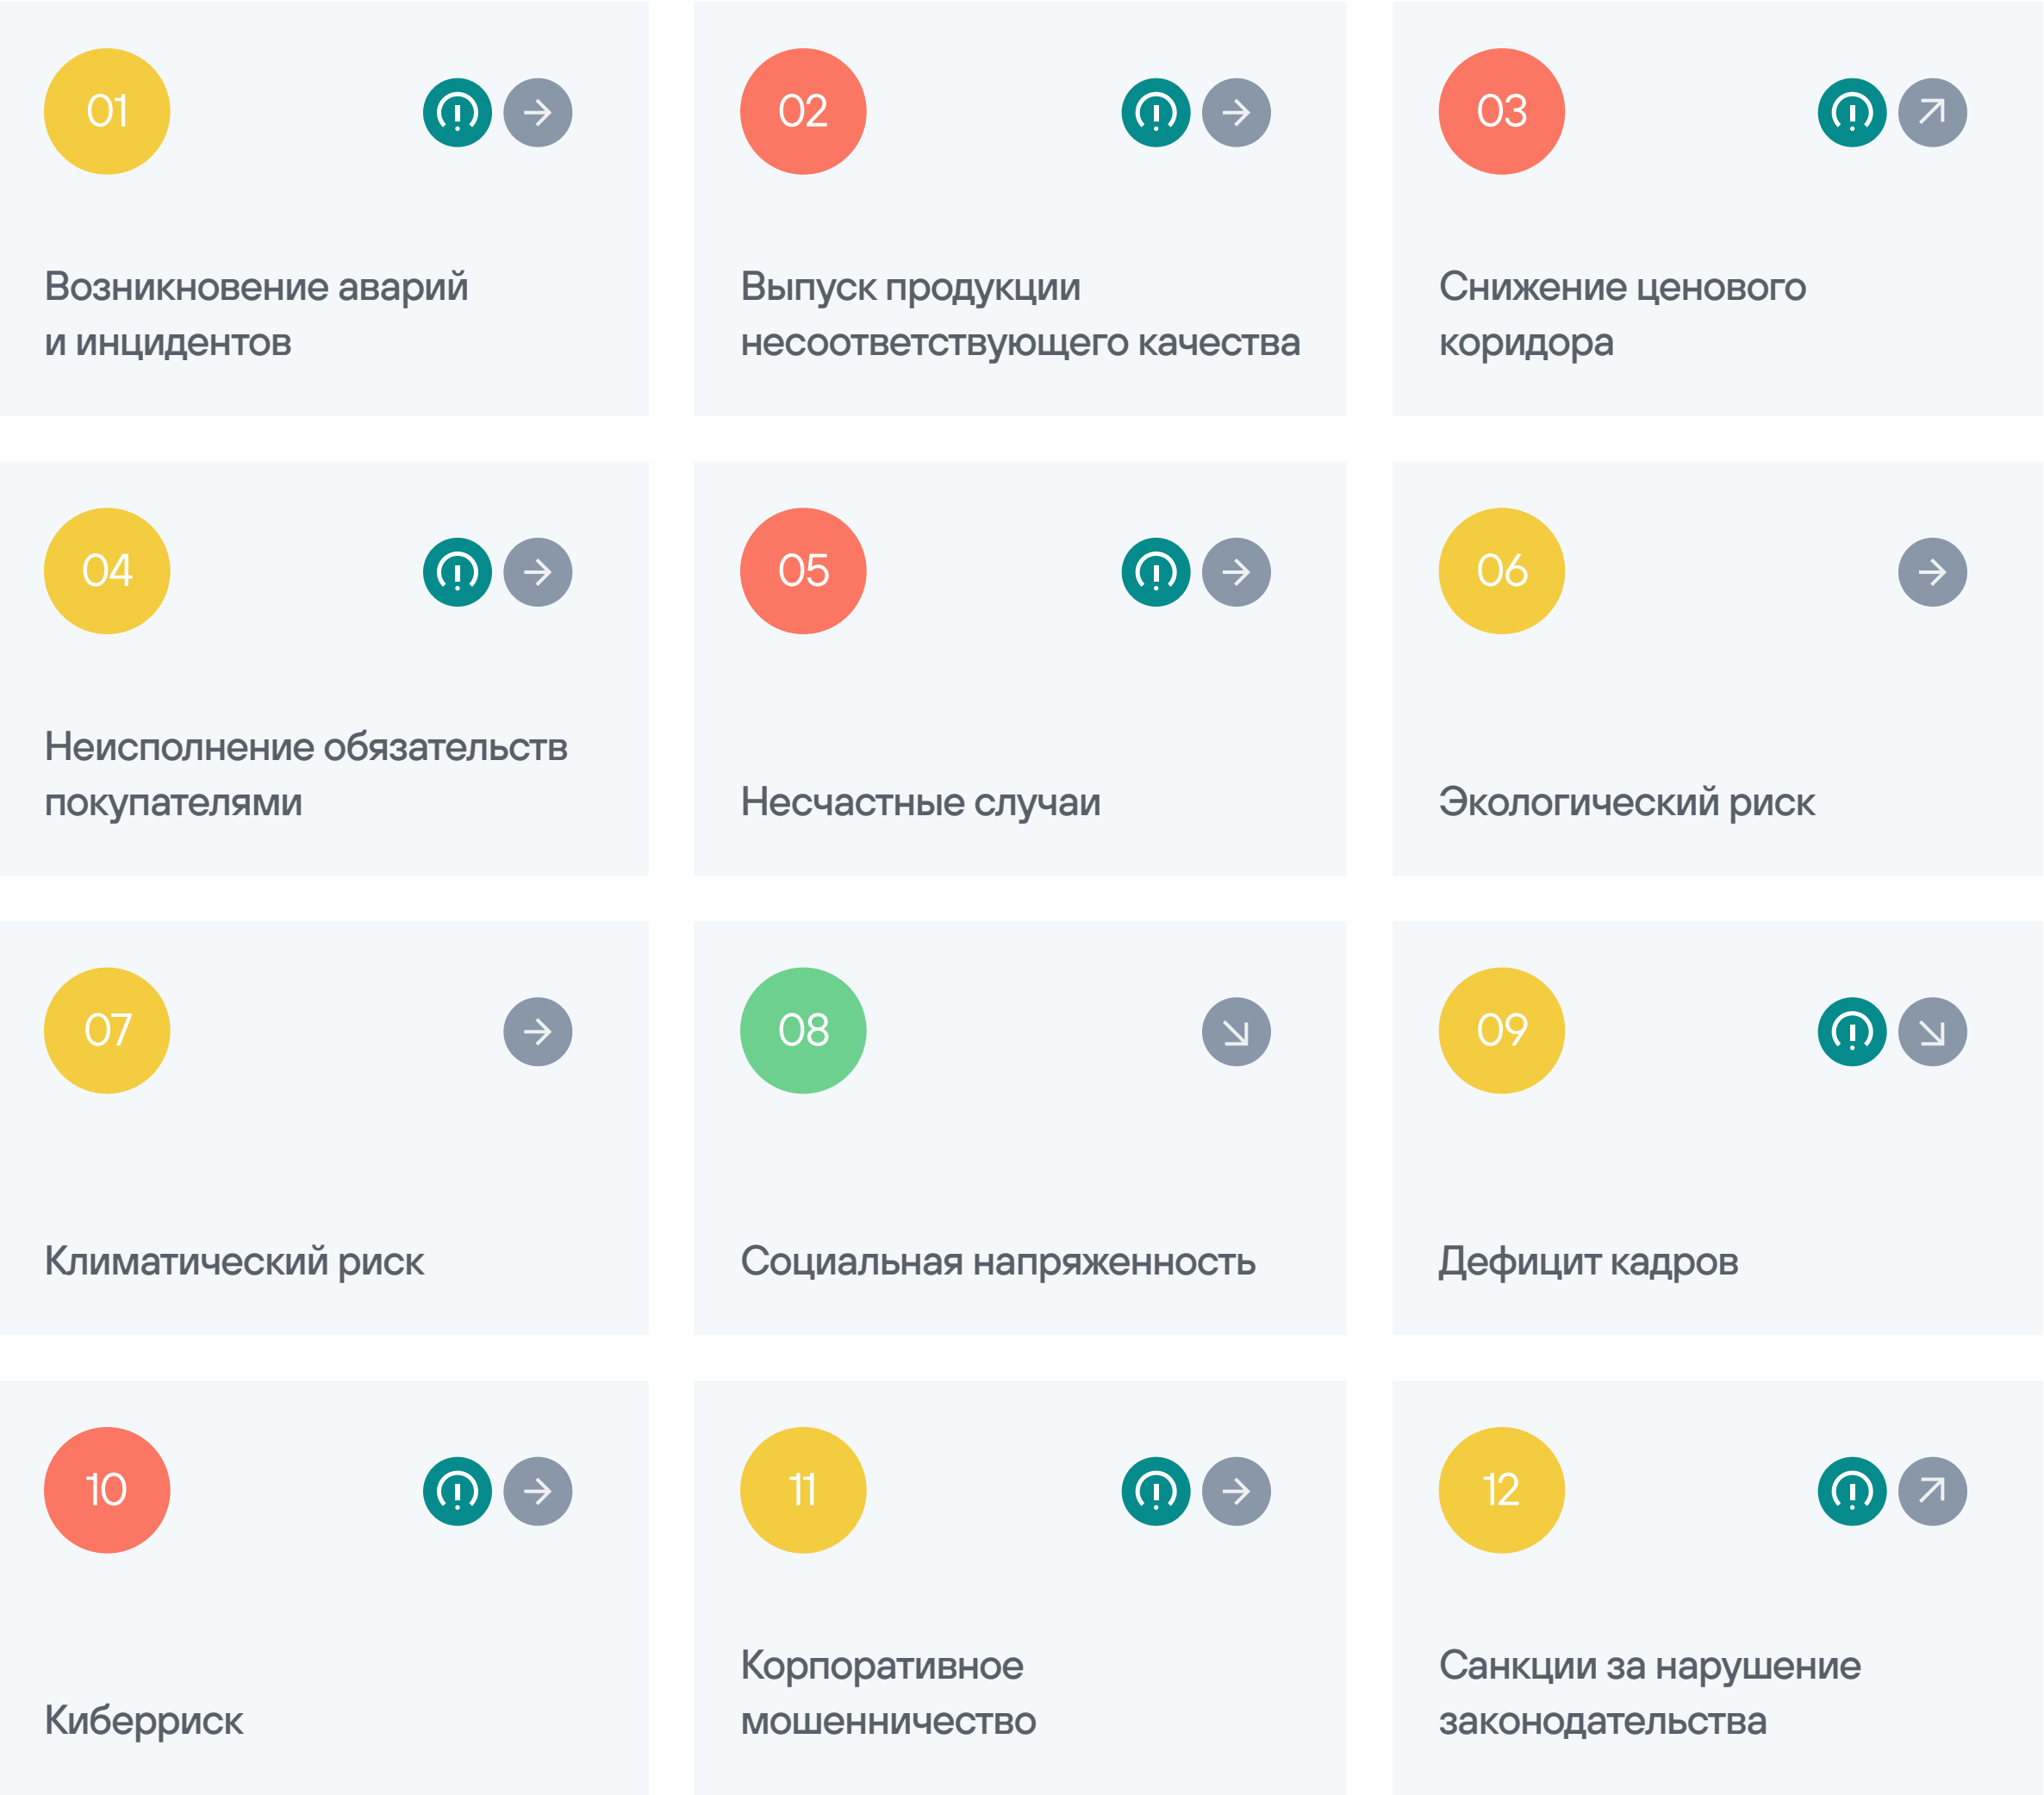 01
Возникновение аварий
и инцидентов
02
Выпуск продукции
несоответствующего качества
03
Снижение ценового
коридора
04
Неисполнение обязательств
покупателями
05
Несчастные случаи
06
Экологический риск
07
Климатический риск
08
Социальная напряженность
09
Дефицит кадров
10
Киберриск
11
Корпоративное
мошенничество
12
Санкции за нарушение
законодательства